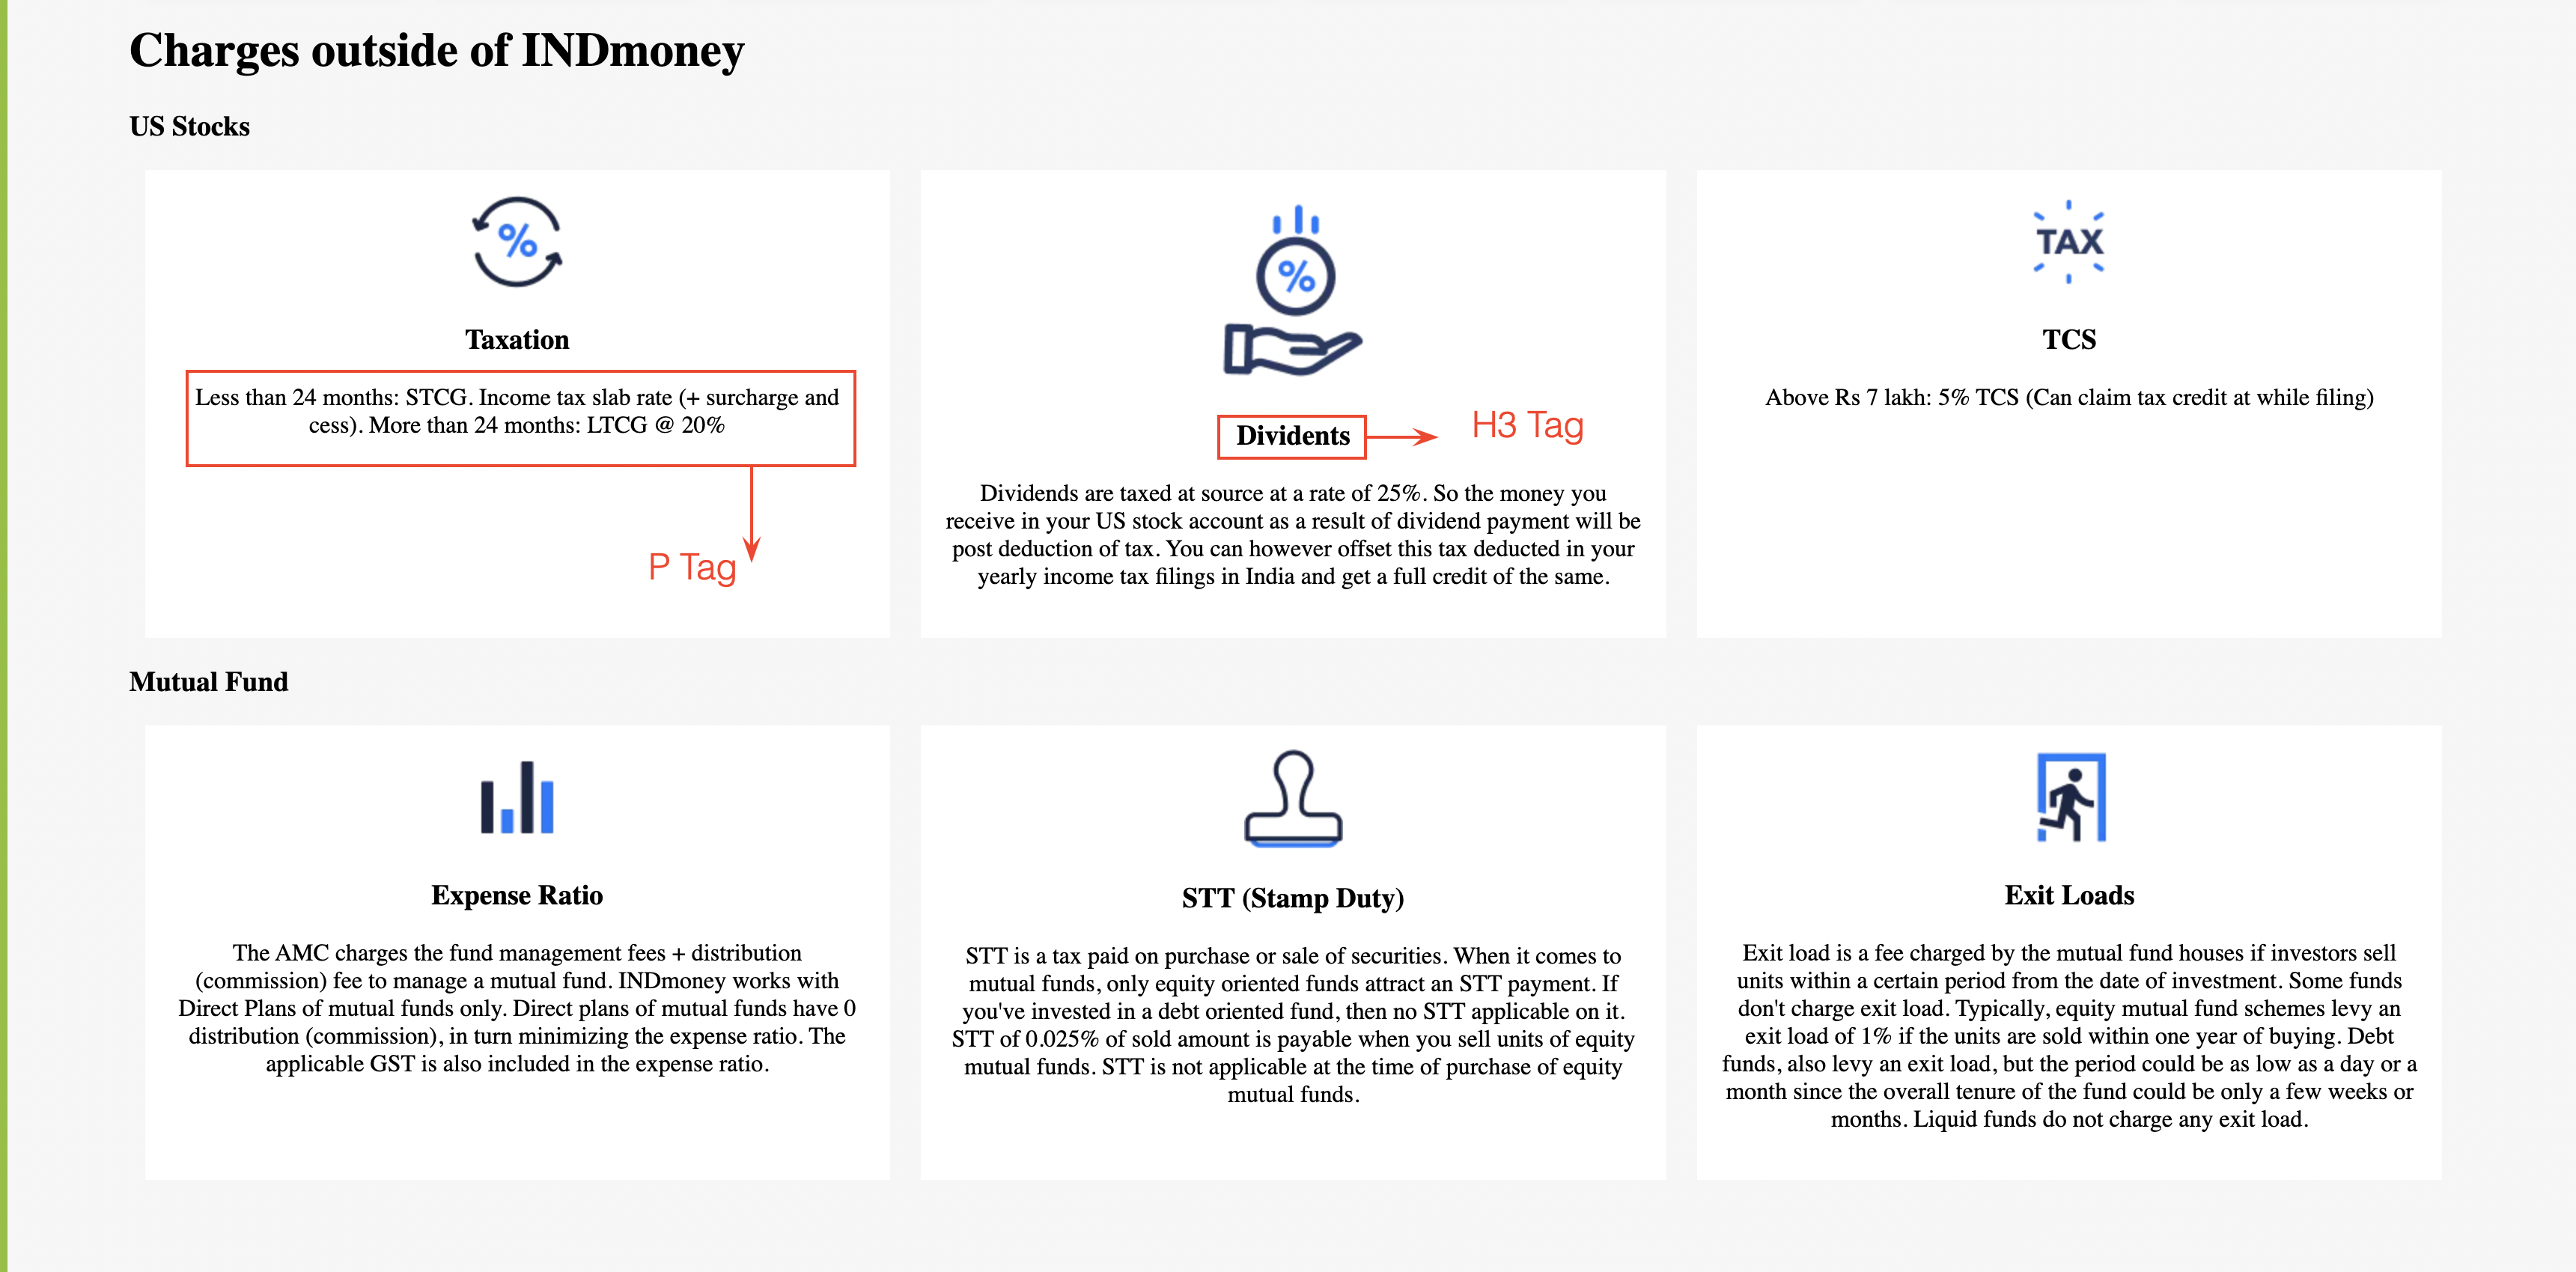 Charges outside of INDmoney
US Stocks
%
Taxation
Less than 24 months: STCG. Income tax slab rate (+ surcharge and
cess). More than 24 months: LTCG @ 20%
P Tag
%
Dividents
H3 Tag
Dividends are taxed at source at a rate of 25%. So the money you
receive in your US stock account as a result of dividend payment will be
post deduction of tax. You can however offset this tax deducted in your
yearly income tax filings in India and get a full credit of the same.
TAX
TCS
Above Rs 7 lakh: 5% TCS (Can claim tax credit at while filing)
Mutual Fund
Expense Ratio
The AMC charges the fund management fees + distribution
(commission) fee to manage a mutual fund. INDmoney works with
Direct Plans of mutual funds only. Direct plans of mutual funds have 0
distribution (commission), in turn minimizing the expense ratio. The
applicable GST is also included in the expense ratio.
STT (Stamp Duty)
STT is a tax paid on purchase or sale of securities. When it comes to
mutual funds, only equity oriented funds attract an STT payment. If
you've invested in a debt oriented fund, then no STT applicable on it.
STT of 0.025% of sold amount is payable when you sell units of equity
mutual funds. STT is not applicable at the time of purchase of equity
mutual funds.
Exit Loads
Exit load is a fee charged by the mutual fund houses if investors sell
units within a certain period from the date of investment. Some funds
don't charge exit load. Typically, equity mutual fund schemes levy an
exit load of 1% if the units are sold within one year of buying. Debt
funds, also levy an exit load, but the period could be as low as a day or a
month since the overall tenure of the fund could be only a few weeks or
months. Liquid funds do not charge any exit load.